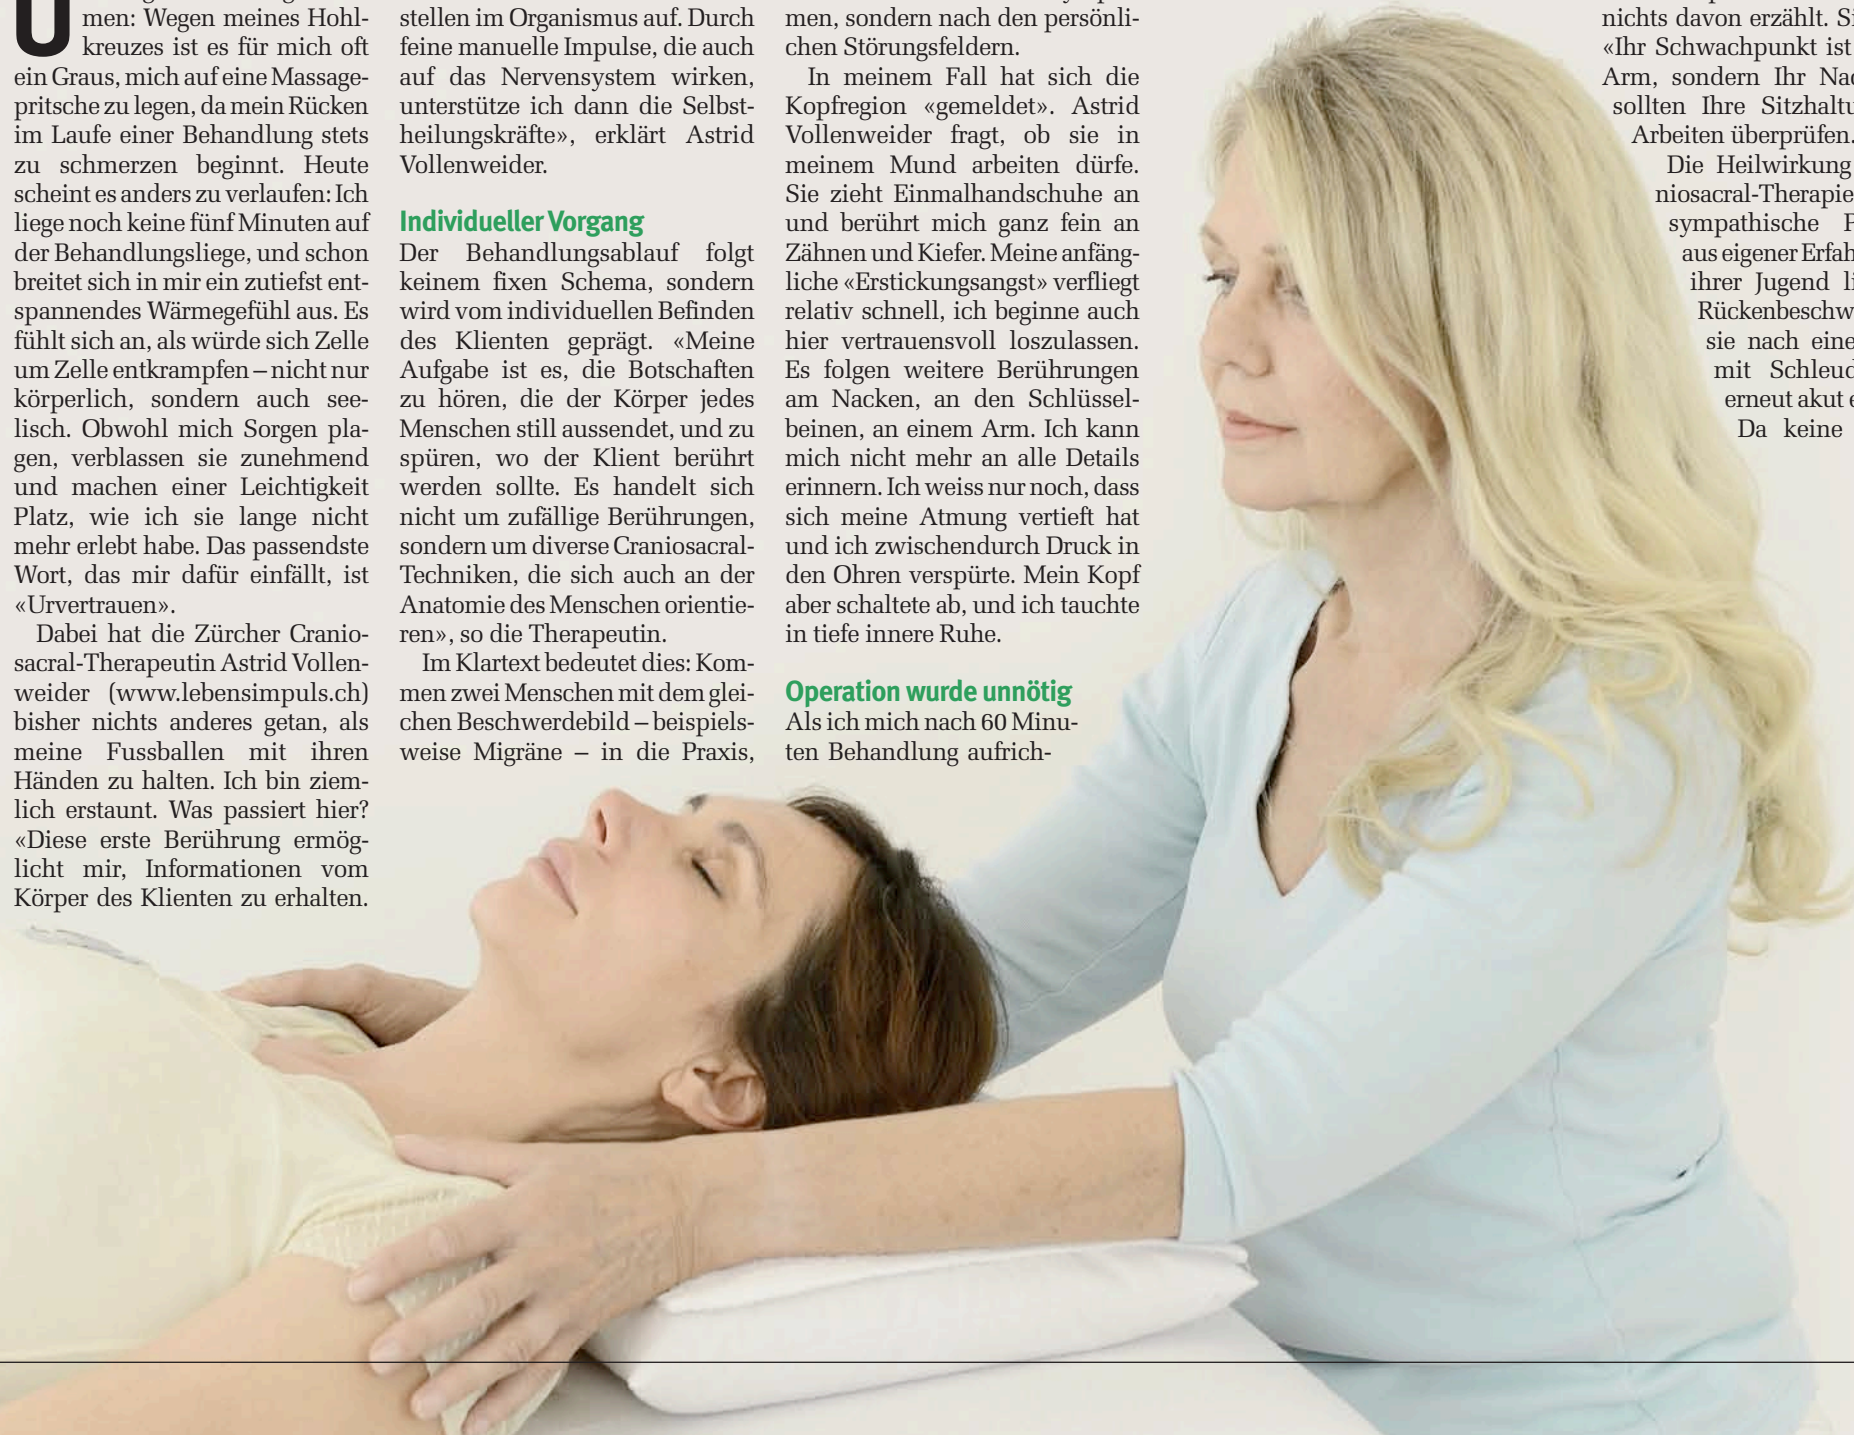 U
men: Wegen meines Hohl-
kreuzes ist es für mich oft
ein Graus, mich auf eine Massage-
pritsche zu legen, da mein Rücken
im Laufe einer Behandlung stets
zu schmerzen beginnt. Heute
scheint es anders zu verlaufen: Ich
liege noch keine fünf Minuten auf
der Behandlungsliege, und schon
breitet sich in mir ein zutiefst ent-
spannendes Wärmegefühl aus. Es
fühlt sich an, als würde sich Zelle
um Zelle entkrampfen – nicht nur
körperlich, sondern auch see-
lisch. Obwohl mich Sorgen pla-
gen, verblassen sie zunehmend
und machen einer Leichtigkeit
Platz, wie ich sie lange nicht
mehr erlebt habe. Das passendste
Wort, das mir dafür einfällt, ist
«Urvertrauen».
Dabei hat die Zürcher Cranio-
sacral-Therapeutin Astrid Vollen-
weider (www.lebensimpuls.ch)
bisher nichts anderes getan, als
meine Fussballen mit ihren
Händen zu halten. Ich bin ziem-
lich erstaunt. Was passiert hier?
«Diese erste Berührung ermög-
licht mir, Informationen vom
Körper des Klienten zu erhalten.
stellen im Organismus auf. Durch
feine manuelle Impulse, die auch
auf das Nervensystem wirken,
unterstütze ich dann die Selbst-
heilungskräfte», erklärt Astrid
Vollenweider.
Individueller Vorgang
Der Behandlungsablauf folgt
keinem fixen Schema, sondern
wird vom individuellen Befinden
des Klienten geprägt. «Meine
Aufgabe ist es, die Botschaften
zu hören, die der Körper jedes
Menschen still aussendet, und zu
spüren, wo der Klient berührt
werden sollte. Es handelt sich
nicht um zufällige Berührungen,
sondern um diverse Craniosacral-
Techniken, die sich auch an der
Anatomie des Menschen orientie-
ren», so die Therapeutin.
Im Klartext bedeutet dies: Kom-
men zwei Menschen mit dem glei-
chen Beschwerdebild – beispiels-
weise Migräne – in die Praxis,
men, sondern nach den persönli-
chen Störungsfeldern.
In meinem Fall hat sich die
Kopfregion «gemeldet». Astrid
Vollenweider fragt, ob sie in
meinem Mund arbeiten dürfe.
Sie zieht Einmalhandschuhe an
und berührt mich ganz fein an
Zähnen und Kiefer. Meine anfäng-
liche «Erstickungsangst» verfliegt
relativ schnell, ich beginne auch
hier vertrauensvoll loszulassen.
Es folgen weitere Berührungen
am Nacken, an den Schlüssel-
beinen, an einem Arm. Ich kann
mich nicht mehr an alle Details
erinnern. Ich weiss nur noch, dass
sich meine Atmung vertieft hat
und ich zwischendurch Druck in
den Ohren verspürte. Mein Kopf
aber schaltete ab, und ich tauchte
in tiefe innere Ruhe.
Operation wurde unnötig
Als ich mich nach 60 Minu-
ten Behandlung aufrich-
nichts davon erzählt. Si
«Ihr Schwachpunkt ist
Arm, sondern Ihr Nac
sollten Ihre Sitzhaltu
Arbeiten überprüfen.
Die Heilwirkung
niosacral-Therapie
sympathische
aus eigener Erfah
ihrer Jugend li
Rückenbeschw
sie nach eine
mit Schleud
erneut akut e
Da keine